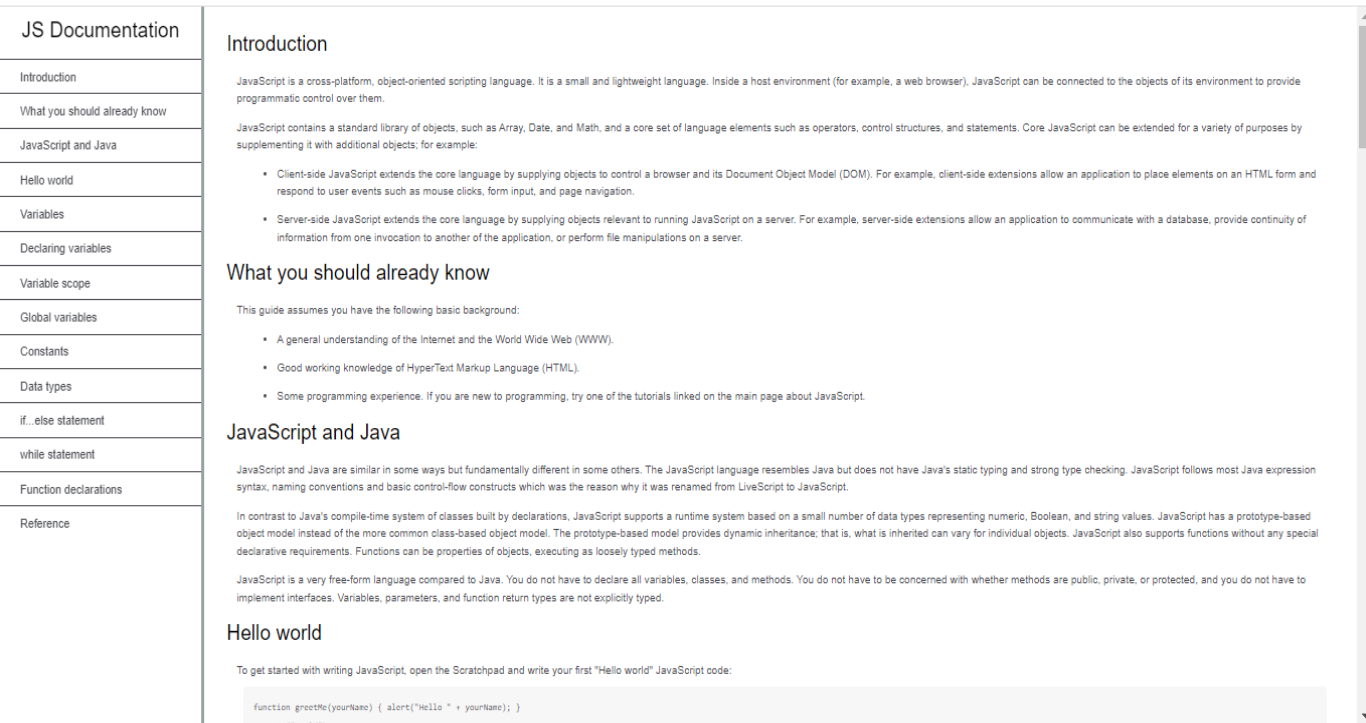 JS Documentation
Introduction
What you should already know
JavaScript and Java
Hello world
Variables
Declaring variables
Variable scope
Global variables
Constants
Data types
if...else statement
while statement
Function declarations
Reference
Introduction
JavaScript is a cross-platform, object-oriented scripting language. It is a small and lightweight language. Inside a host environment (for example, a web browser), JavaScript can be connected to the objects of its environment to provide
programmatic control over them.
JavaScript contains a standard library of objects, such as Array, Date, and Math, and a core set of language elements such as operators, control structures, and statements. Core JavaScript can be extended for a variety of purposes by
supplementing it with additional objects; for example:
• Client-side JavaScript extends the core language by supplying objects to control a browser and its Document Object Model (DOM). For example, client-side extensions allow an application to place elements on an HTML form and
respond to user events such as mouse clicks, form input, and page navigation.
• Server-side JavaScript extends the core language by supplying objects relevant to running JavaScript on a server. For example, server-side extensions allow an application to communicate with a database, provide continuity of
information from one invocation to another of the application, or perform file manipulations on a server.
What you should already know
This guide assumes you have the following basic background:
• A general understanding of the Internet and the World Wide Web (WWW).
• Good working knowledge of HyperText Markup Language (HTML).
• Some programming experience. If you are new to programming, try one of the tutorials linked on the main page about JavaScript.
JavaScript and Java
JavaScript and Java are similar in some ways but fundamentally different in some others. The JavaScript language resembles Java but does not have Java's static typing and strong type checking. JavaScript follows most Java expression
syntax, naming conventions and basic control-flow constructs which was the reason why it was renamed from LiveScript to JavaScript.
In contrast to Java's compile-time system of classes built by declarations, JavaScript supports a runtime system based on a small number of data types representing numeric, Boolean, and string values. JavaScript has a prototype-based
object model instead of the more common class-based object model. The prototype-based model provides dynamic inheritance; that is, what is inherited can vary for individual objects. JavaScript also supports functions without any special
declarative requirements. Functions can be properties of objects, executing as loosely typed methods.
JavaScript is a very free-form language compared to Java. You do not have to declare all variables, classes, and methods. You do not have to be concerned with whether methods are public, private, or protected, and you do not have to
implement interfaces. Variables, parameters, and function return types are not explicitly typed.
Hello world
To get started with writing JavaScript, open the Scratchpad and write your first "Hello world" JavaScript code:
function greetMe(yourName) { alert("Hello " + yourName); }